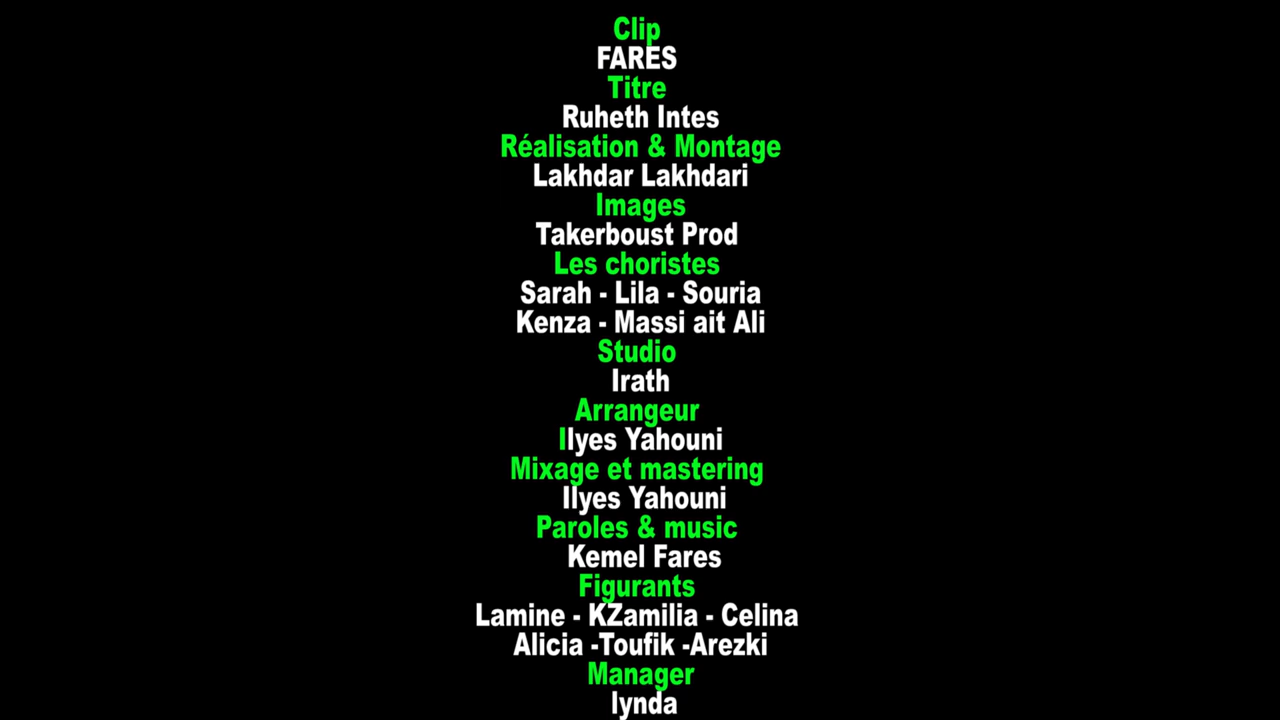 Clip
FARES
Titre
Ruheth Intes
Réalisation & Montage
Lakhdar Lakhdari
Images
Takerboust Prod
Les choristes
Sarah - Lila - Souria
Kenza - Massi ait Ali
Studio
Irath
Arrangeur
Ilyes Yahouni
Mixage et mastering
Ilyes Yahouni
Paroles & music
Kemel Fares
Figurants
Lamine - KZamilia - Celina
Alicia -Toufik -Arezki
Manager
lynda